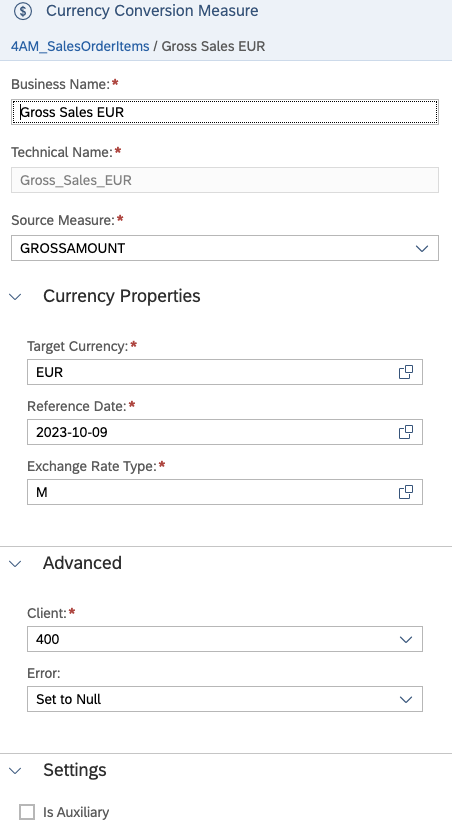 Currency Conversion Measure
4AM_SalesOrderItems / Gross Sales EUR
Business Name:*
Gross Sales EUR
Technical Name:*
Gross_Sales_EUR
Source Measure:*
GROSSAMOUNT
Currency Properties
Target Currency:*
EUR
Reference Date:*
2023-10-09
Exchange Rate Type:*
M
Advanced
Client:*
400
Error:
Set to Null
Settings
Is Auxiliary